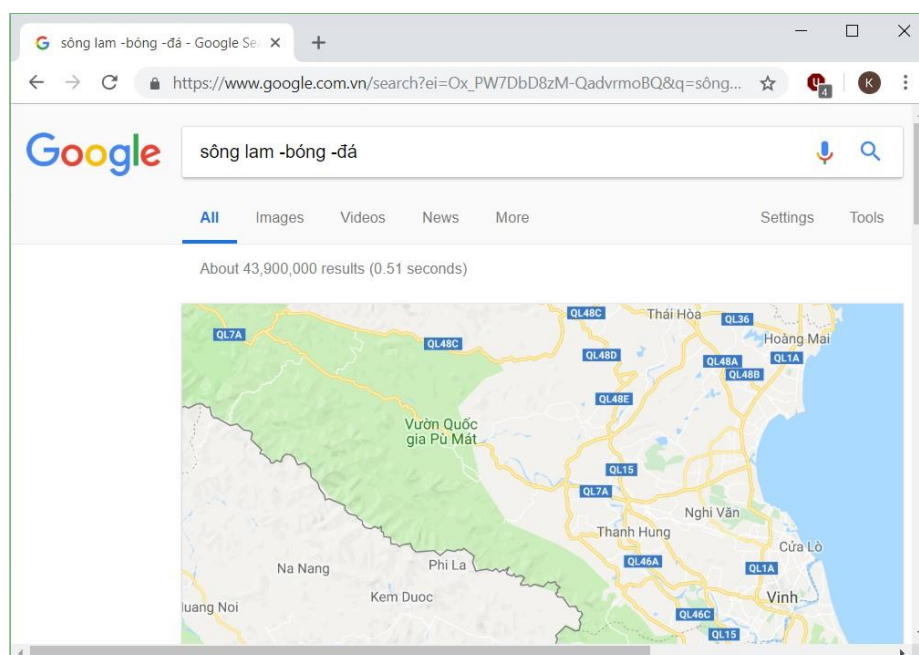 sông lam -bóng -đá - Google Se
https://www.google.com.vn/search?ei=Ox_PW7DbD8zM-QadvrmoBQ&q=sông...
4
K
Google
sông lam -bóng -đá
All Images Videos News More Settings Tools
About 43,900,000 results (0.51 seconds)
QL48C Thái Hòa QL36
QL7A QL48C Hoàng Mai
QL48D QL48A QL1A
QL48B
QL48E
Vườn Quốc
gia Pù Mát
QL15
QL7A
Nghi Văn
Thanh Hung
Cửa Lò
QL46A QL1A
Na Nang Phi La
Kem Duoc Vinh
uang Noi
QL46C
QL15